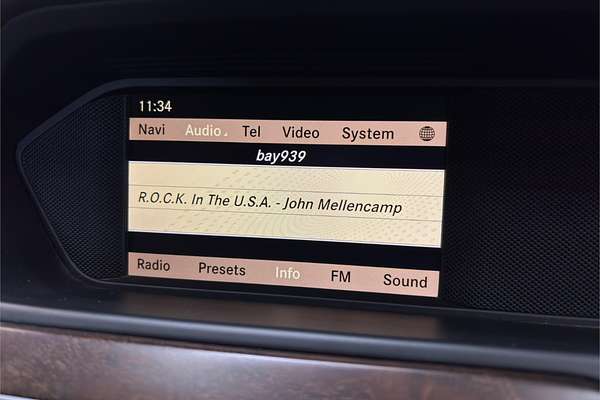 11:34
Navi Audio Tel Video System
bay939
R.O.C.K. In The U.S.A. - John Mellencamp
Radio Presets Info FM Sound